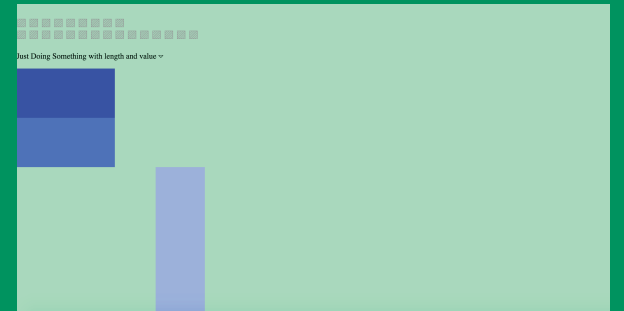 ▨ ▨ ▨ ▨ ▨ ▨ ▨ ▨ ▨
▨ ▨ ▨ ▨ ▨ ▨ ▨ ▨ ▨ ▨ ▨ ▨ ▨ ▨ ▨
Just Doing Something with length and value ▿